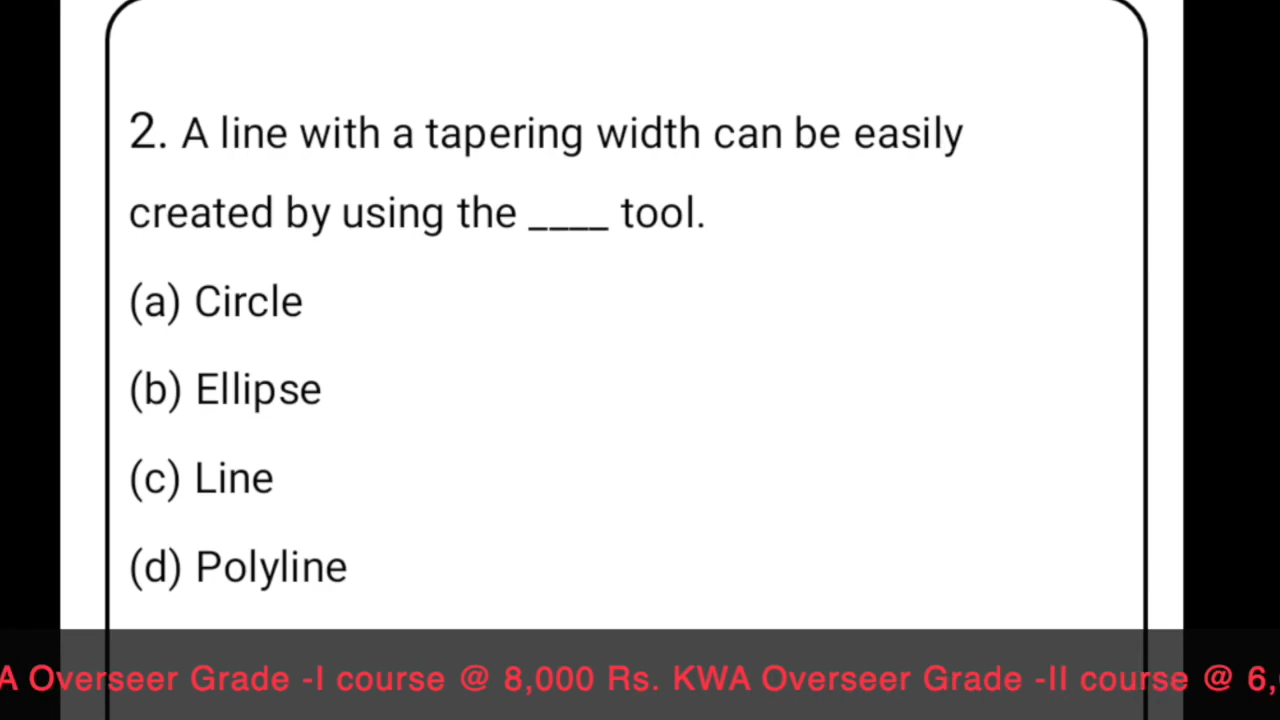 2. A line with a tapering width can be easily
created by using the ____ tool.
(a) Circle
(b) Ellipse
(c) Line
(d) Polyline
A Overseer Grade -I course @ 8,000 Rs. KWA Overseer Grade -II course @ 6,